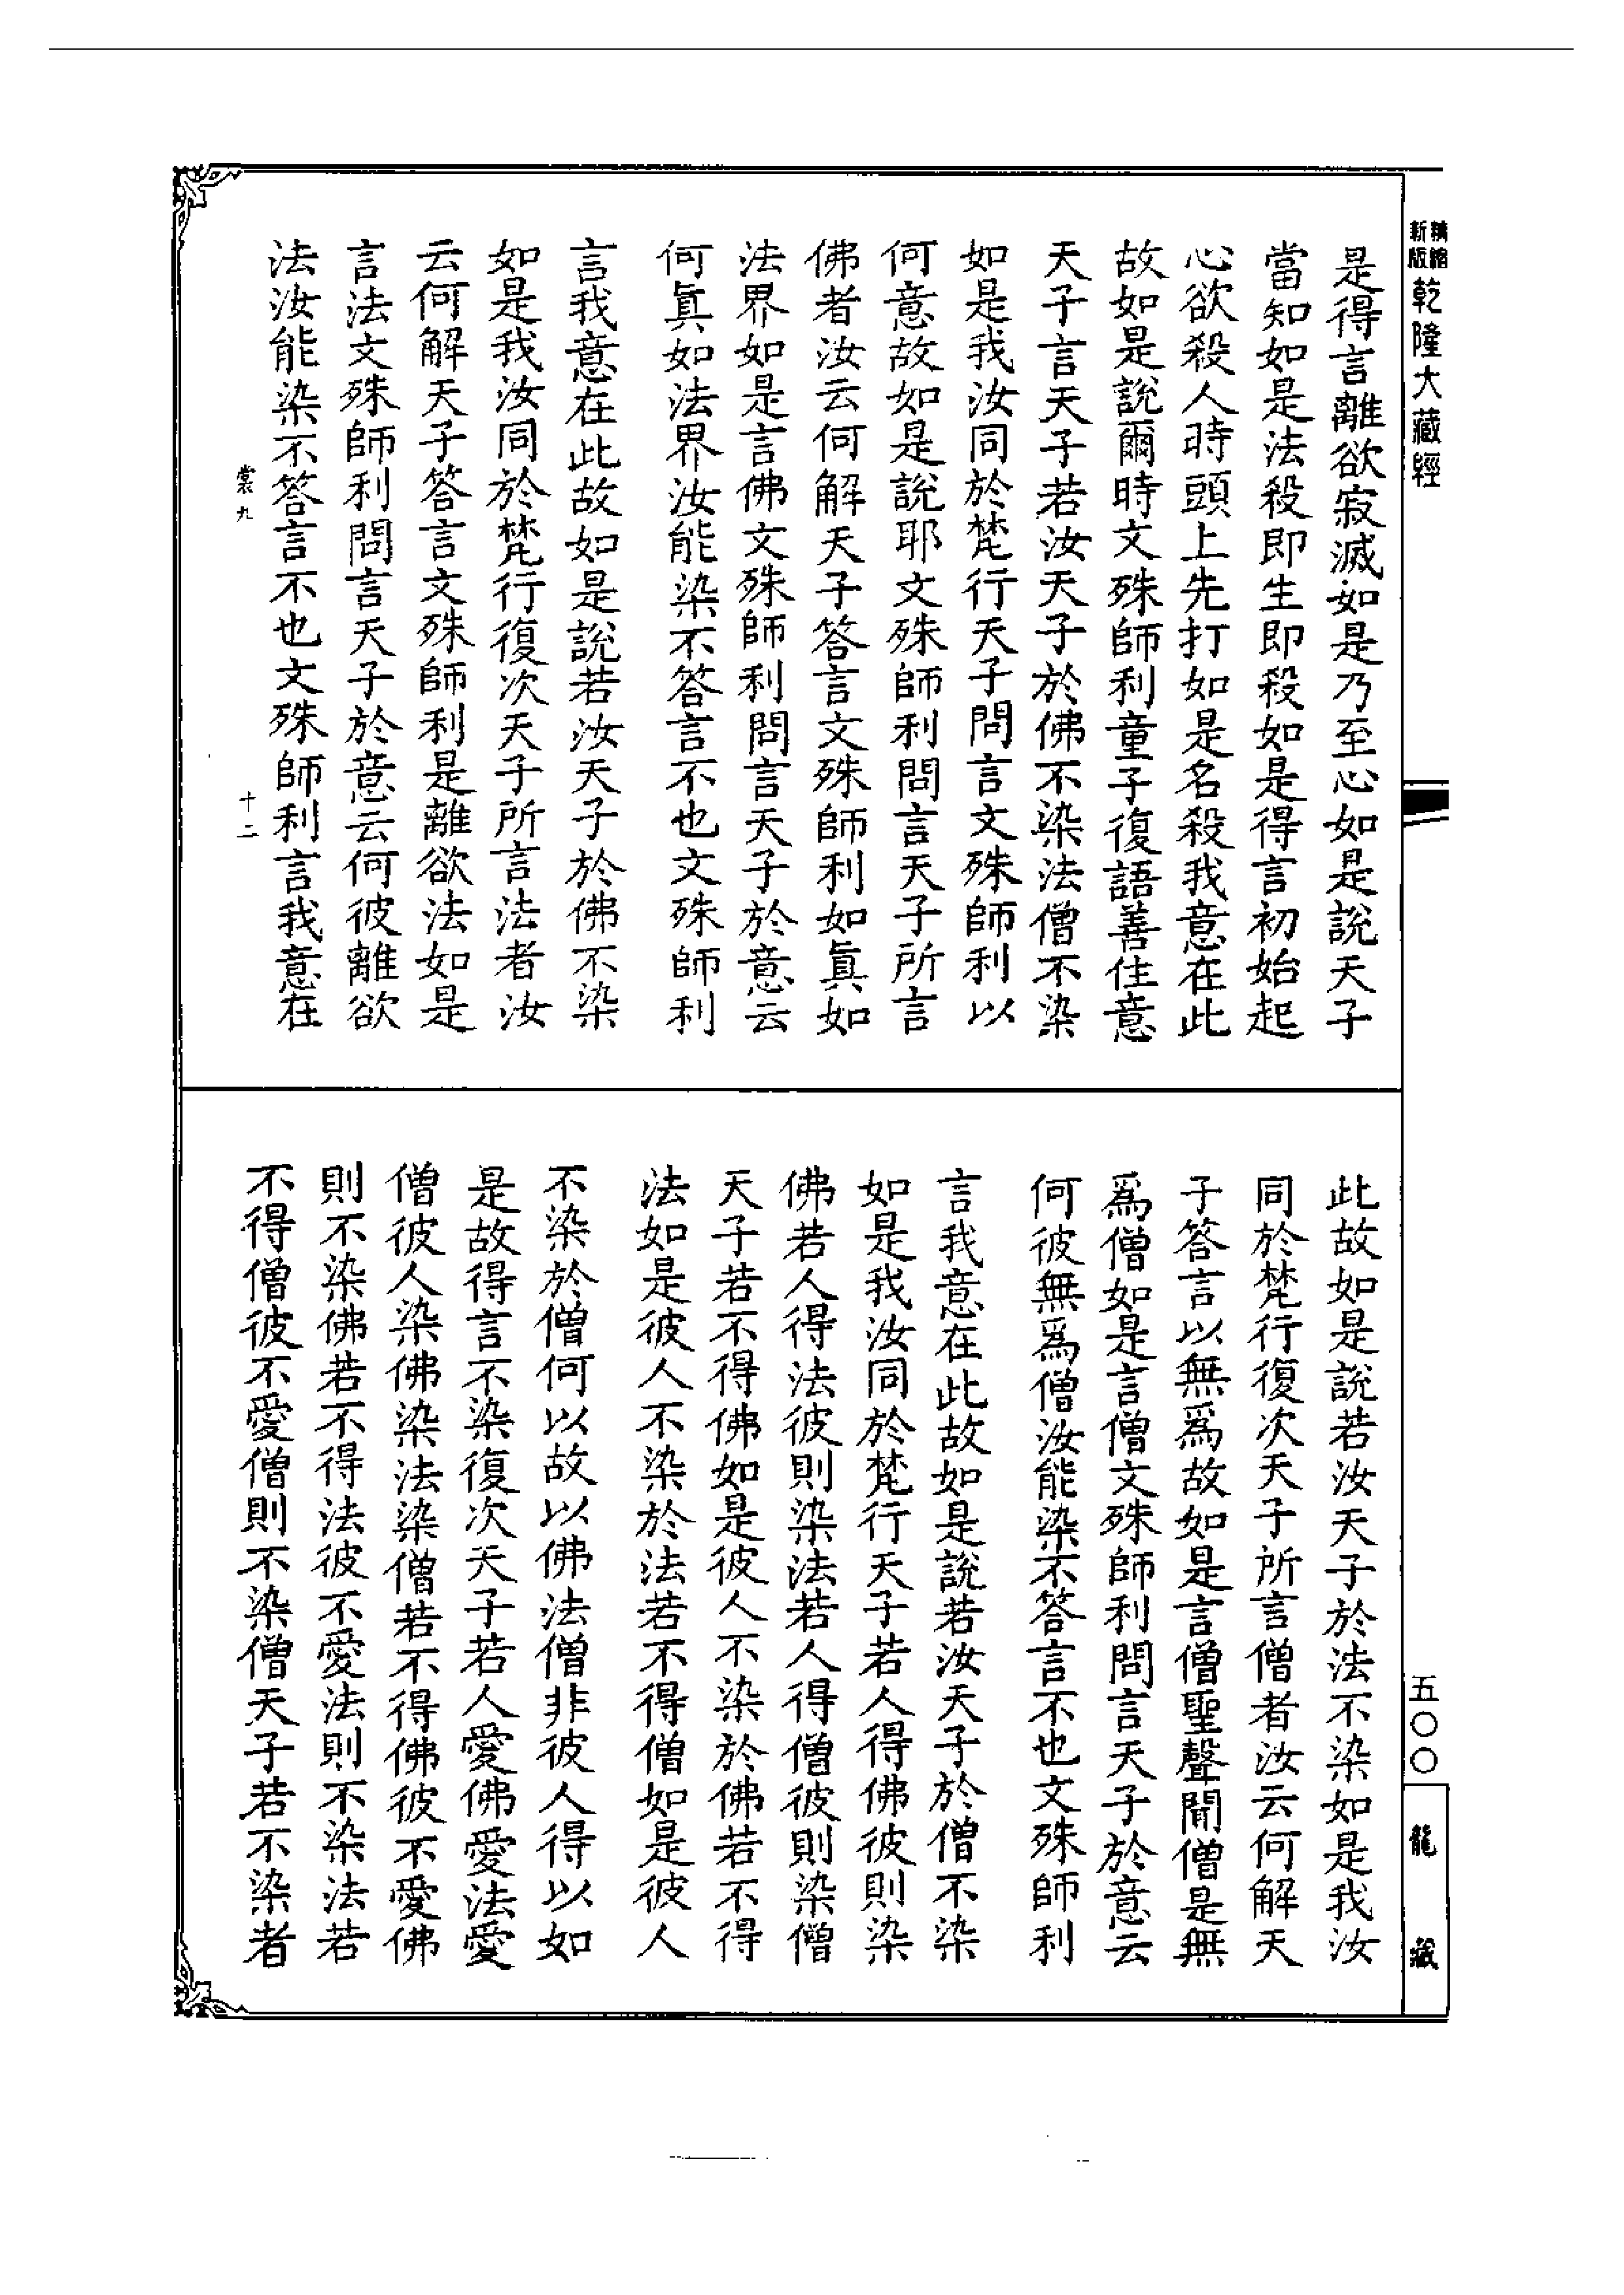 精縮新版乾隆大藏經
五〇〇
龍藏
是得言離欲寂滅如是乃至心如是說天子
當知如是法殺即生即殺如是得言初始起
心欲殺人時頭上先打如是名殺我意在此
故如是說爾時文殊師利童子復語善住意
天子言天子若汝天子於佛不染法僧不染
如是我汝同於梵行天子問言文殊師利以
何意故如是說耶文殊師利問言天子所言
佛者汝云何解天子答言文殊師利如真如
法界如是言佛文殊師利問言天子於意云
何真如法界汝能染不答言不也文殊師利
言我意在此故如是說若汝天子於佛不染
如是我汝同於梵行復次天子所言法者汝
云何解天子答言文殊師利是離欲法如是
言法文殊師利問言天子於意云何彼離欲
法汝能染不答言不也文殊師利言我意在
裳九
十二
此故如是說若汝天子於法不染如是我汝
同於梵行復次天子所言僧者汝云何解天
子答言以無為故如是言僧聖聲聞僧是無
為僧如是言僧文殊師利問言天子於意云
何彼無為僧汝能染不答言不也文殊師利
言我意在此故如是說若汝天子於僧不染
如是我汝同於梵行天子若人得佛彼則染
佛若人得法彼則染法若人得僧彼則染僧
天子若不得佛如是彼人不染於佛若不得
法如是彼人不染於法若不得僧如是彼人
不染於僧何以故以佛法僧非彼人得以如
是故得言不染復次天子若人愛佛愛法愛
僧彼人染佛染法染僧若不得佛彼不愛佛
則不染佛若不得法彼不愛法則不染法若
不得僧彼不愛僧則不染僧天子若不染者